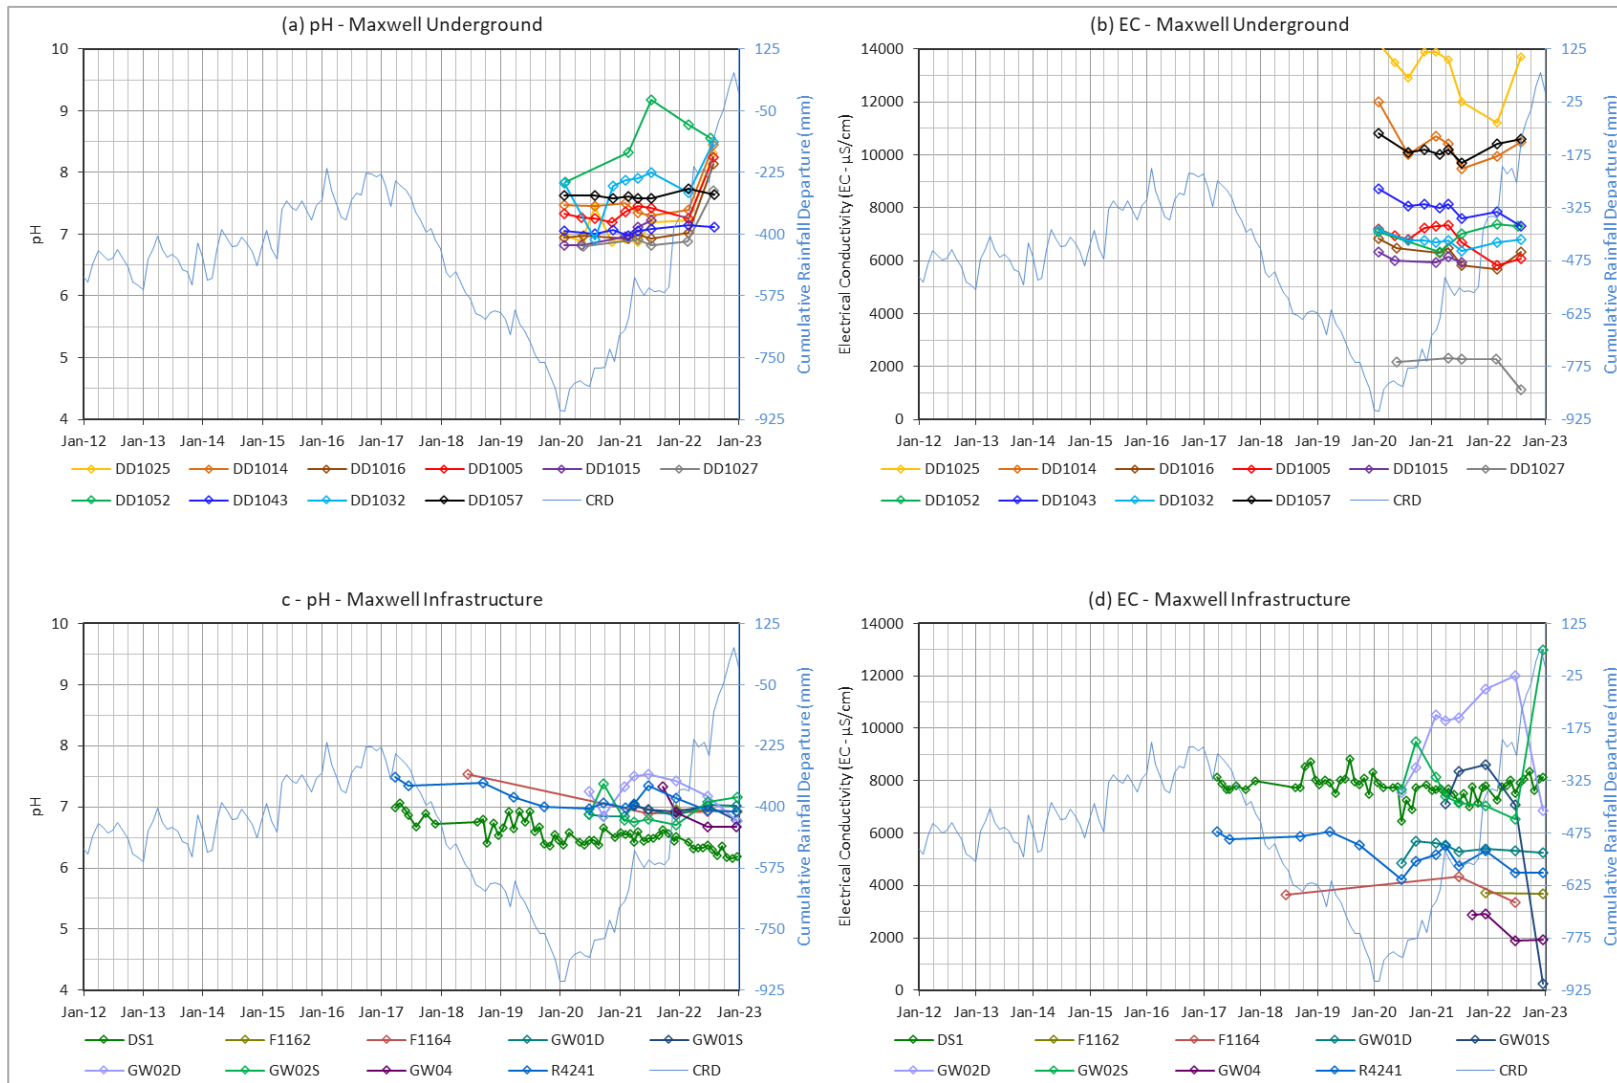 (a) pH - Maxwell Underground
10
9
8
7
6
5
4
pH
125
-50
-225
-400
-575
-750
-925
Cumulative Rainfall Departure (mm)
Jan-12 Jan-13 Jan-14 Jan-15 Jan-16 Jan-17 Jan-18 Jan-19 Jan-20 Jan-21 Jan-22 Jan-23
DD1025 DD1014 DD1016 DD1005 DD1015 DD1027
DD1052 DD1043 DD1032 DD1057 CRD
(b) EC - Maxwell Underground
14000
12000
10000
8000
6000
4000
2000
0
Electrical Conductivity (EC - µS/cm)
125
-25
-175
-325
-475
-625
-775
-925
Cumulative Rainfall Departure (mm)
Jan-12 Jan-13 Jan-14 Jan-15 Jan-16 Jan-17 Jan-18 Jan-19 Jan-20 Jan-21 Jan-22 Jan-23
DD1025 DD1014 DD1016 DD1005 DD1015 DD1027
DD1052 DD1043 DD1032 DD1057 CRD
c - pH - Maxwell Infrastructure
10
9
8
7
6
5
4
pH
125
-50
-225
-400
-575
-750
-925
Cumulative Rainfall Departure (mm)
Jan-12 Jan-13 Jan-14 Jan-15 Jan-16 Jan-17 Jan-18 Jan-19 Jan-20 Jan-21 Jan-22 Jan-23
DS1 F1162 F1164 GW01D GW01S
GW02D GW02S GW04 R4241 CRD
(d) EC - Maxwell Infrastructure
14000
12000
10000
8000
6000
4000
2000
0
Electrical Conductivity (EC - µS/cm)
125
-25
-175
-325
-475
-625
-775
-925
Cumulative Rainfall Departure (mm)
Jan-12 Jan-13 Jan-14 Jan-15 Jan-16 Jan-17 Jan-18 Jan-19 Jan-20 Jan-21 Jan-22 Jan-23
DS1 F1162 F1164 GW01D GW01S
GW02D GW02S GW04 R4241 CRD